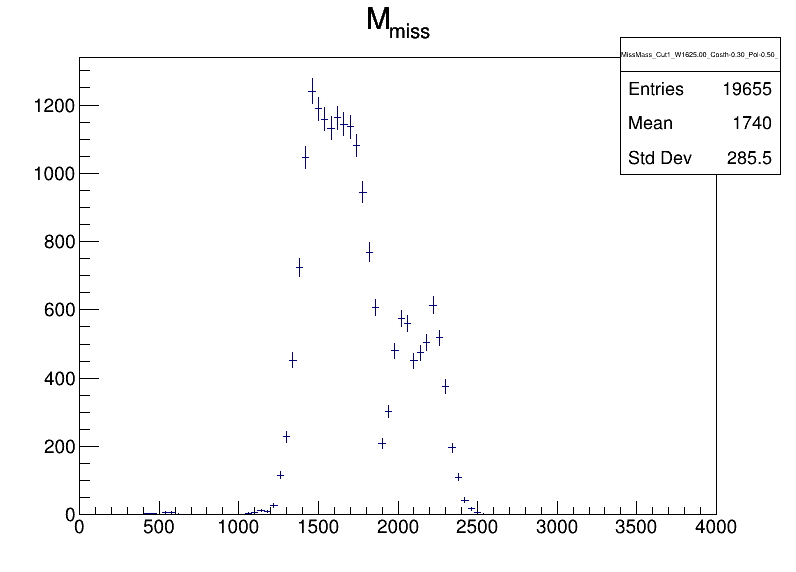 M_miss
MissMass_Cut1_W1625.00_Costh-0.30_Pol-0.50_
Entries 19655
Mean 1740
Std Dev 285.5
1200
1000
800
600
400
200
0
0 500 1000 1500 2000 2500 3000 3500 4000